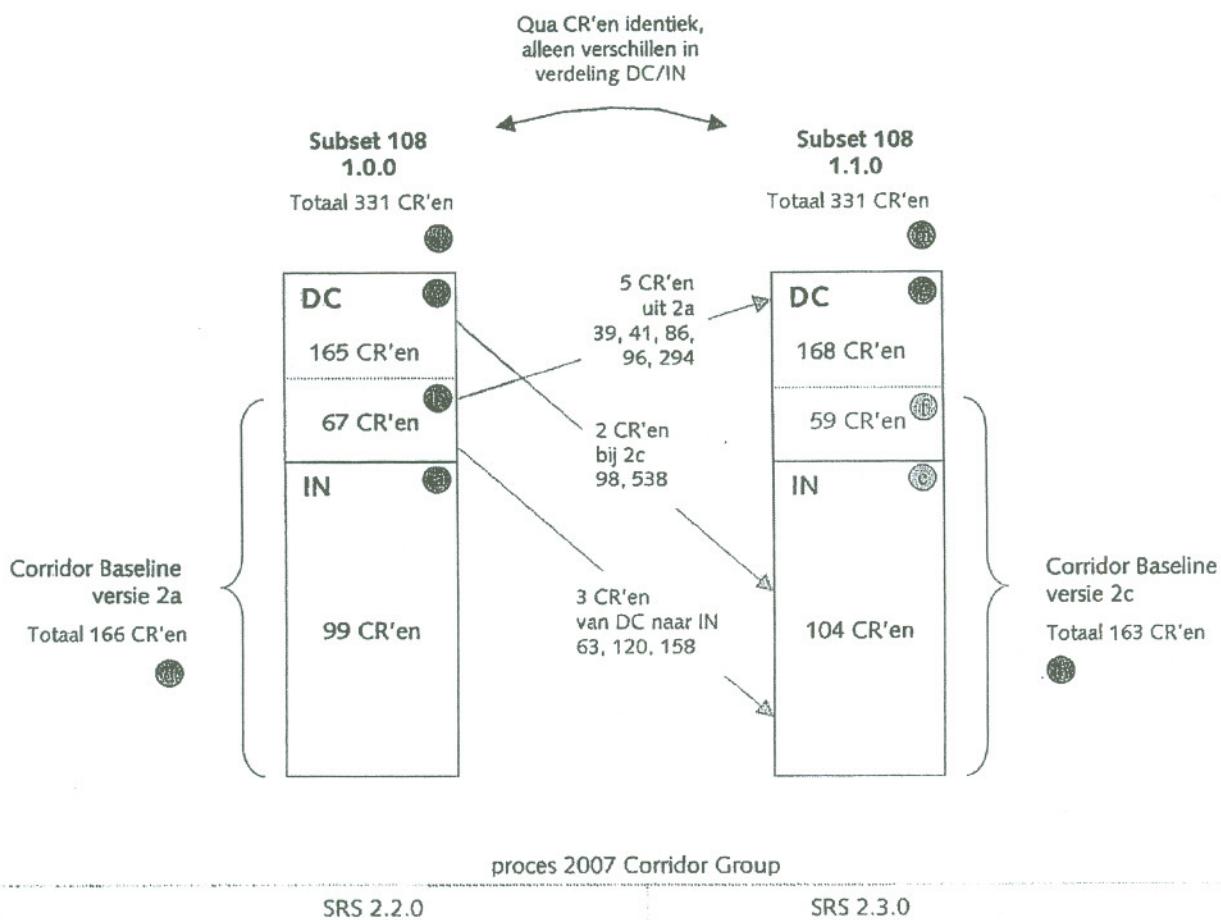 Qua CR'en identiek,
alleen verschillen in
verdeling DC/IN
Subset 108
1.0.0
Totaal 331 CR'en
Subset 108
1.1.0
Totaal 331 CR'en
DC
165 CR'en
67 CR'en
IN
99 CR'en
5 CR'en
uit 2a
39, 41, 86,
96, 294
2 CR'en
bij 2c
98, 538
3 CR'en
van DC naar IN
63, 120, 158
DC
168 CR'en
59 CR'en
f
IN
e
104 CR'en
Corridor Baseline
versie 2a
Totaal 166 CR'en
Corridor Baseline
versie 2c
Totaal 163 CR'en
proces 2007 Corridor Group
SRS 2.2.0
SRS 2.3.0